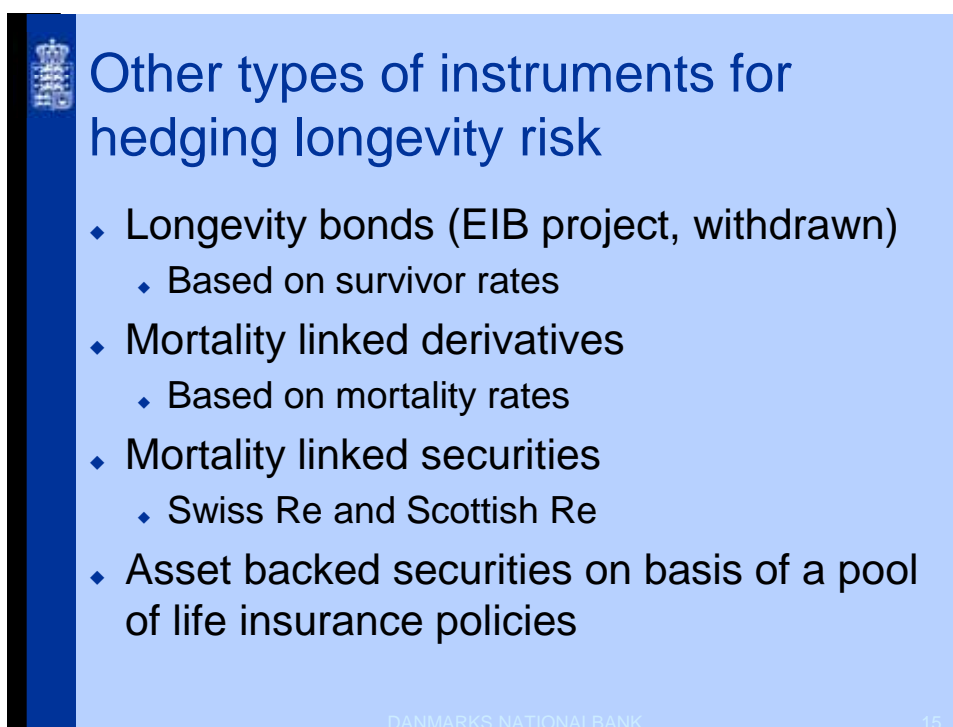 Other types of instruments for
hedging longevity risk
Longevity bonds (EIB project, withdrawn)
Based on survivor rates
Mortality linked derivatives
Based on mortality rates
Mortality linked securities
Swiss Re and Scottish Re
Asset backed securities on basis of a pool
of life insurance policies
DANMARKS NATIONALBANK 15